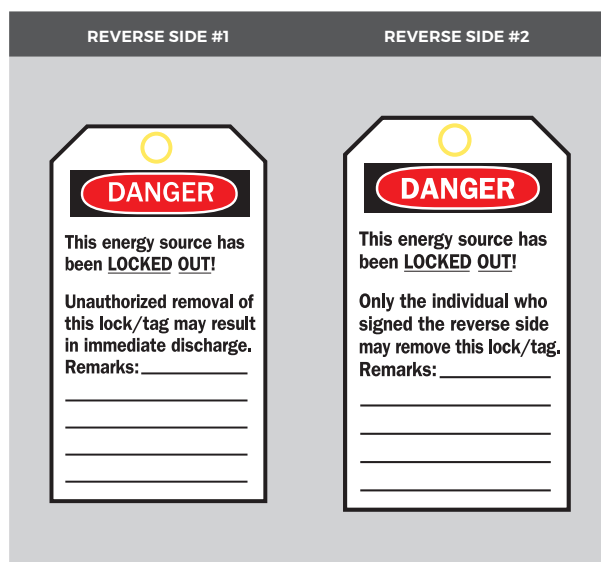 REVERSE SIDE #1
REVERSE SIDE #2
DANGER
This energy source has
been LOCKED OUT!
Unauthorized removal of
this lock/tag may result
in immediate discharge.
Remarks:
DANGER
This energy source has
been LOCKED OUT!
Only the individual who
signed the reverse side
may remove this lock/tag.
Remarks: